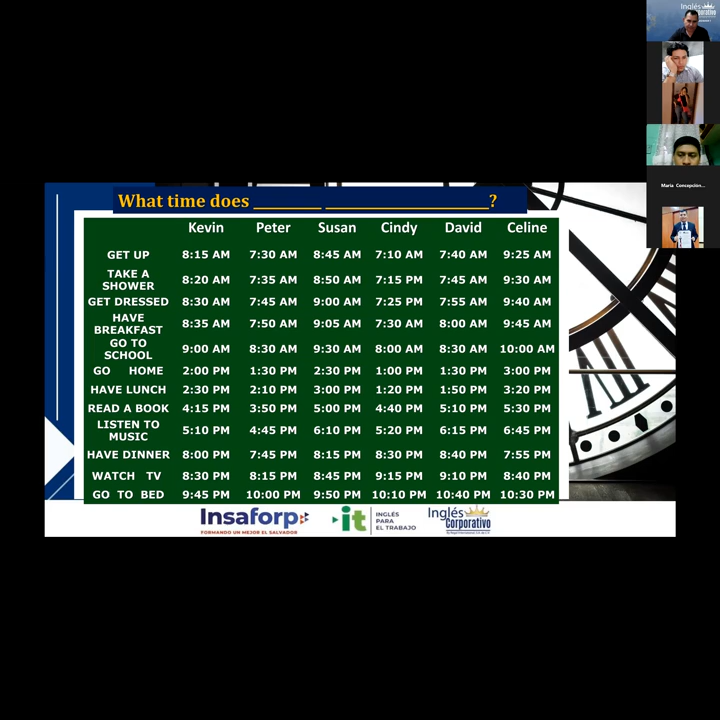 What time does ________ ____________________?
Kevin Peter Susan Cindy David Celine
GET UP 8:15 AM 7:30 AM 8:45 AM 7:10 AM 7:40 AM 9:25 AM
TAKE A
SHOWER 8:20 AM 7:35 AM 8:50 AM 7:15 PM 7:45 AM 9:30 AM
GET DRESSED 8:30 AM 7:45 AM 9:00 AM 7:25 PM 7:55 AM 9:40 AM
HAVE
BREAKFAST 8:35 AM 7:50 AM 9:05 AM 7:30 AM 8:00 AM 9:45 AM
GO TO
SCHOOL 9:00 AM 8:30 AM 9:30 AM 8:00 AM 8:30 AM 10:00 AM
GO HOME 2:00 PM 1:30 PM 2:30 PM 1:00 PM 1:30 PM 3:00 PM
HAVE LUNCH 2:30 PM 2:10 PM 3:00 PM 1:20 PM 1:50 PM 3:20 PM
READ A BOOK 4:15 PM 3:50 PM 5:00 PM 4:40 PM 5:10 PM 5:30 PM
LISTEN TO
MUSIC 5:10 PM 4:45 PM 6:10 PM 5:20 PM 6:15 PM 6:45 PM
HAVE DINNER 8:00 PM 7:45 PM 8:15 PM 8:30 PM 8:40 PM 7:55 PM
WATCH TV 8:30 PM 8:15 PM 8:45 PM 9:15 PM 9:10 PM 8:40 PM
GO TO BED 9:45 PM 10:00 PM 9:50 PM 10:10 PM 10:40 PM 10:30 PM
Insaforp
FORMANDO UN MEJOR EL SALVADOR
it
INGLÉS
PARA
EL TRABAJO
Inglés
Corporativo
Inglés
Maria Concepción...